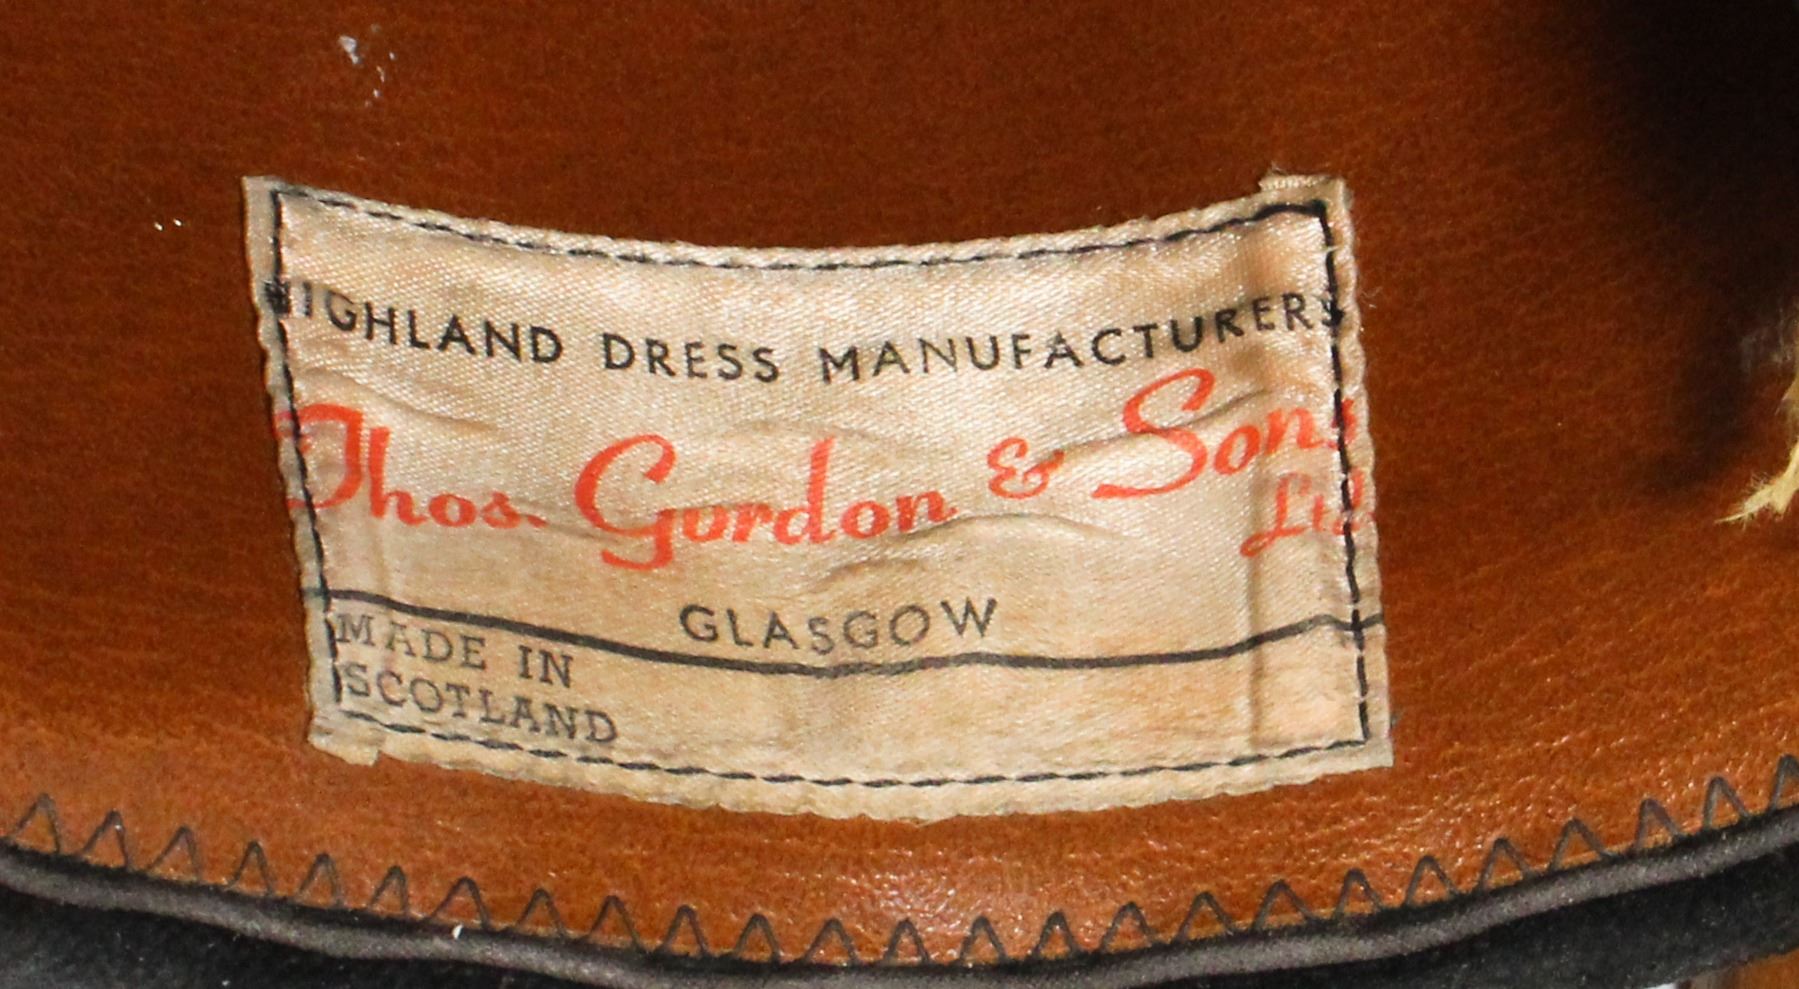 HIGHLAND DRESS MANUFACTURERS
Thos. Gordon & Sons
Ltd.
GLASGOW
MADE IN
SCOTLAND